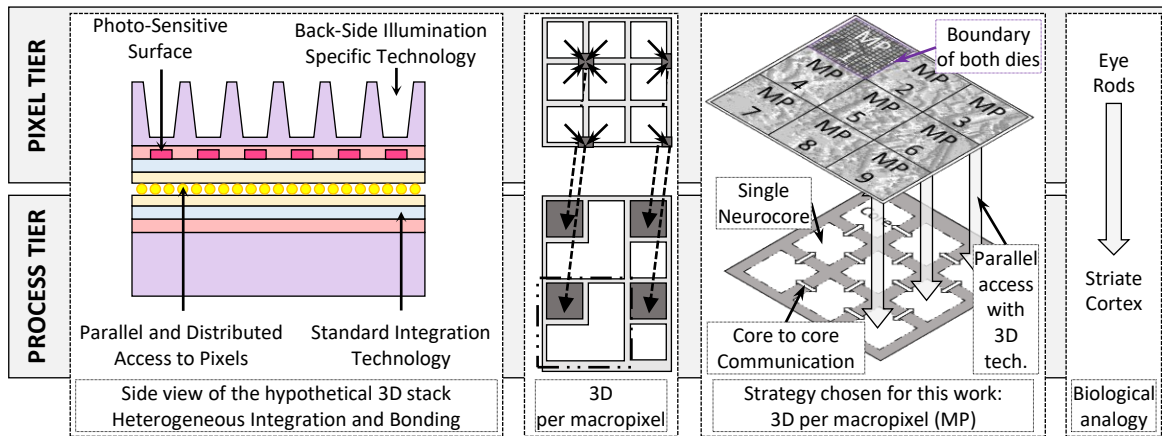 PIXEL TIER
PROCESS TIER
Photo-Sensitive
Surface
Back-Side Illumination
Specific Technology
Parallel and Distributed
Access to Pixels
Standard Integration
Technology
Side view of the hypothetical 3D stack
Heterogeneous Integration and Bonding
3D
per macropixel
MP
1
MP
2
MP
3
MP
4
MP
5
MP
6
MP
7
MP
8
MP
9
Boundary
of both dies
Single
Neurocore
Core
Core to core
Communication
Parallel
access
with
3D
tech.
Strategy chosen for this work:
3D per macropixel (MP)
Eye
Rods
Striate
Cortex
Biological
analogy